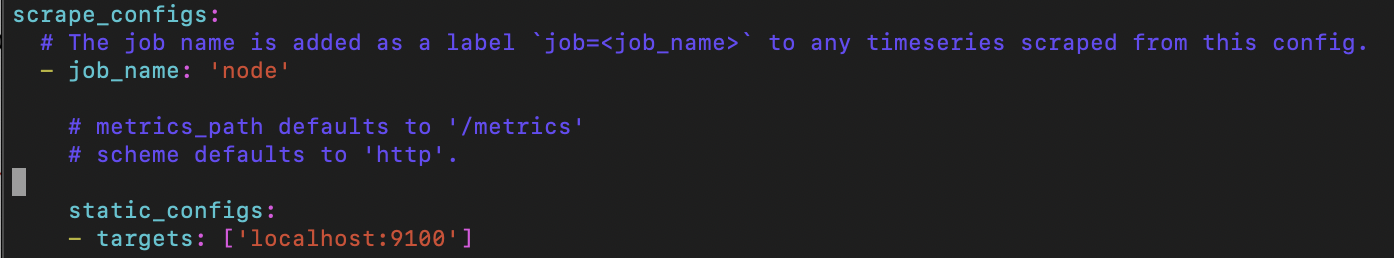 scrape_configs:
  # The job name is added as a label `job=<job_name>` to any timeseries scraped from this config.
  - job_name: 'node'
    # metrics_path defaults to '/metrics'
    # scheme defaults to 'http'.
    static_configs:
    - targets: ['localhost:9100']